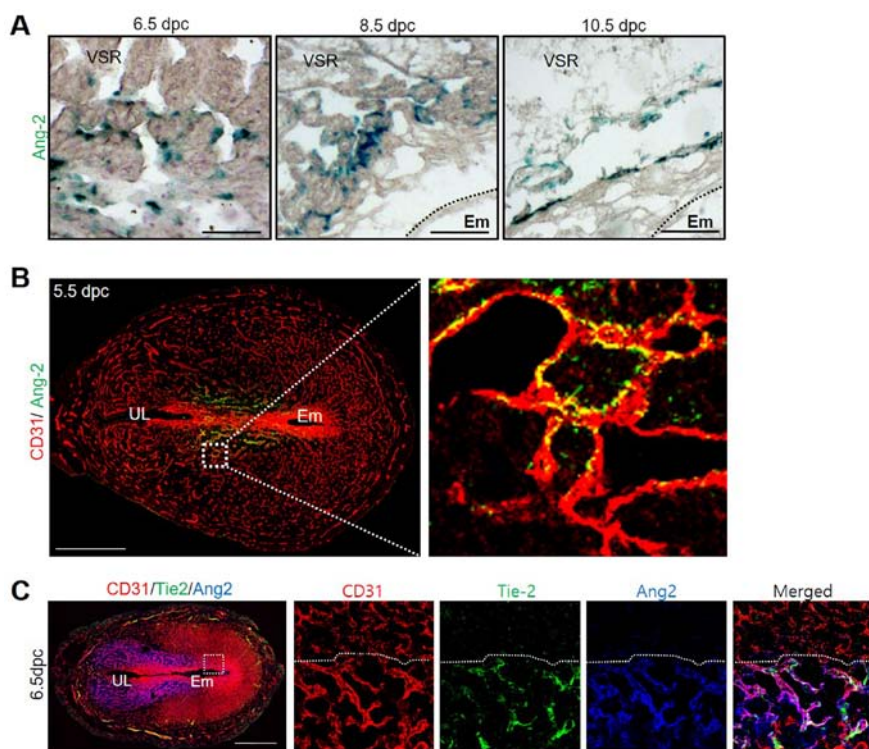 A
6.5 dpc 8.5 dpc 10.5 dpc
Ang-2
VSR VSR VSR
Em Em
B
5.5 dpc
CD31/ Ang-2
UL Em
C
CD31/Tie2/Ang2 CD31 Tie-2 Ang2 Merged
6.5dpc
UL Em